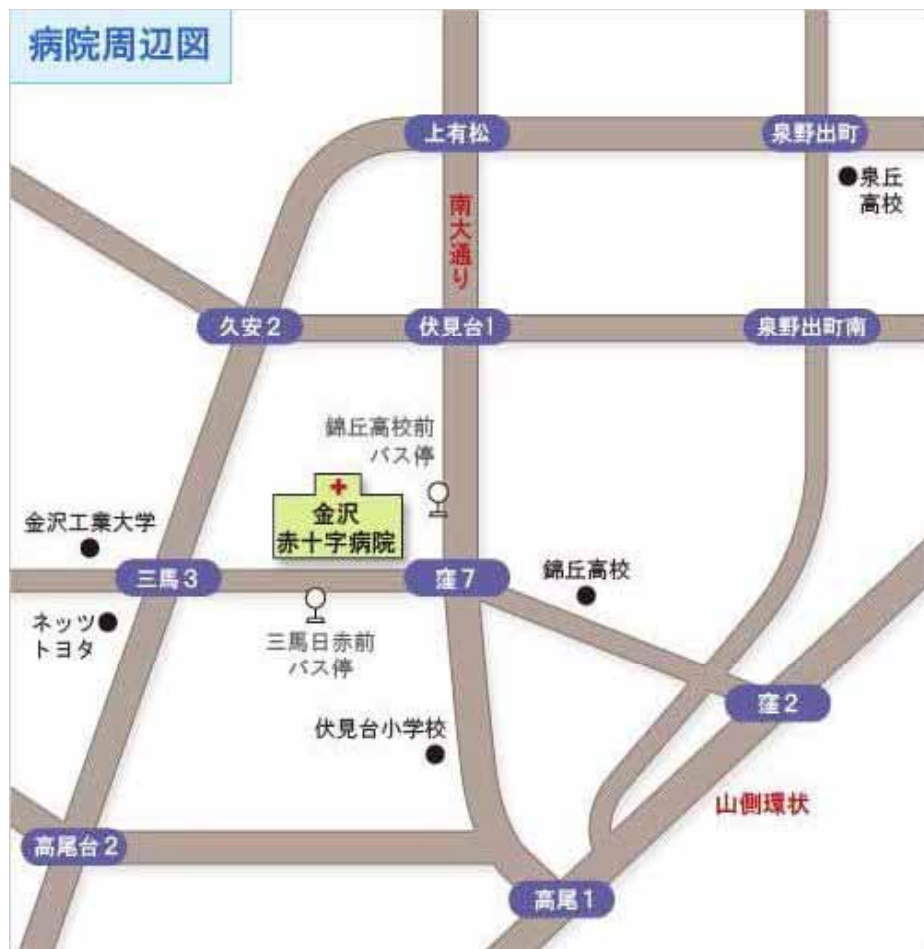 病院周辺図
上有松
泉野出町
泉丘
高校
南大通り
久安2
伏見台1
泉野出町南
錦丘高校前
バス停
金沢
赤十字病院
金沢工業大学
三馬3
窪7
錦丘高校
ネッツ
トヨタ
三馬日赤前
バス停
窪2
伏見台小学校
山側環状
高尾台2
高尾1